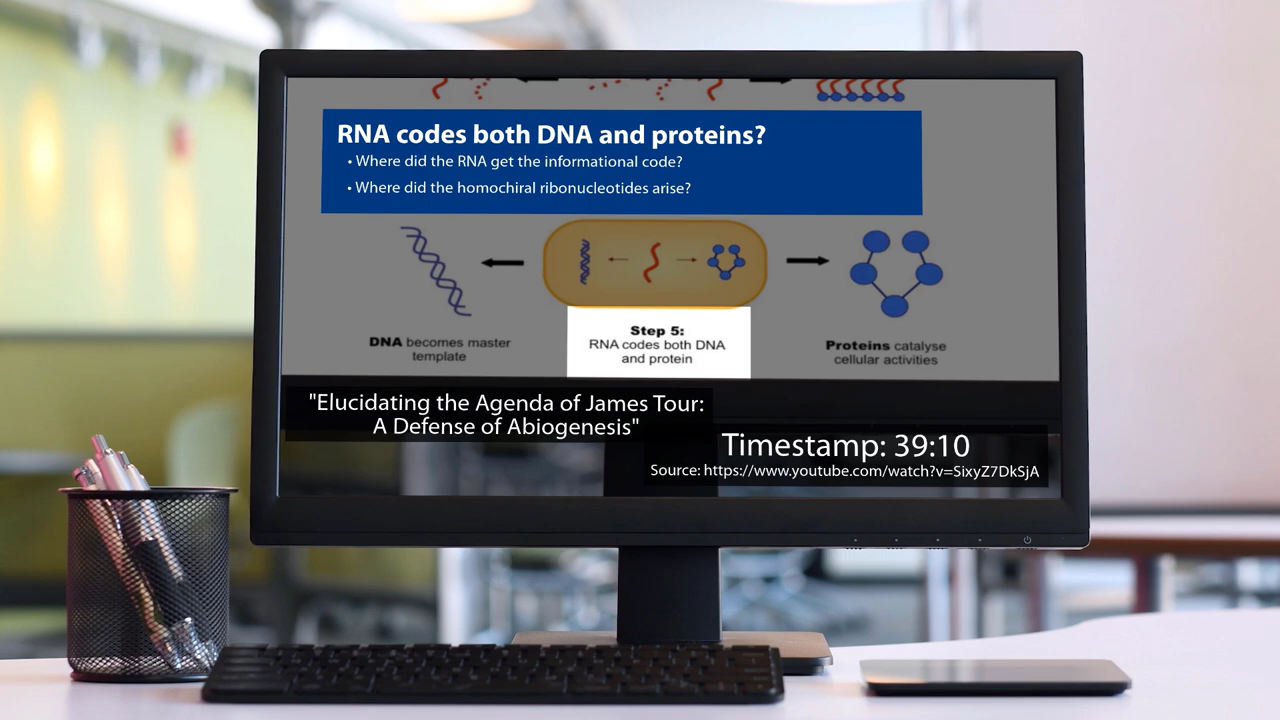 RNA codes both DNA and proteins?
• Where did the RNA get the informational code?
• Where did the homochiral ribonucleotides arise?
DNA becomes master
template
Step 5:
RNA codes both DNA
and protein
Proteins catalyse
cellular activities
"Elucidating the Agenda of James Tour:
A Defense of Abiogenesis"
Timestamp: 39:10
Source: https://www.youtube.com/watch?v=SixyZ7DkSjA